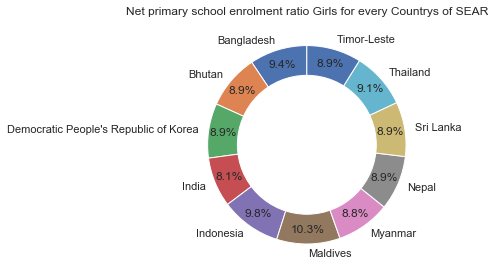 Net primary school enrolment ratio Girls for every Countrys of SEAR
Bangladesh
9.4%
Timor-Leste
8.9%
Bhutan
8.9%
Thailand
9.1%
Democratic People's Republic of Korea
8.9%
Sri Lanka
8.9%
India
8.1%
Nepal
8.9%
Indonesia
9.8%
Myanmar
8.8%
Maldives
10.3%